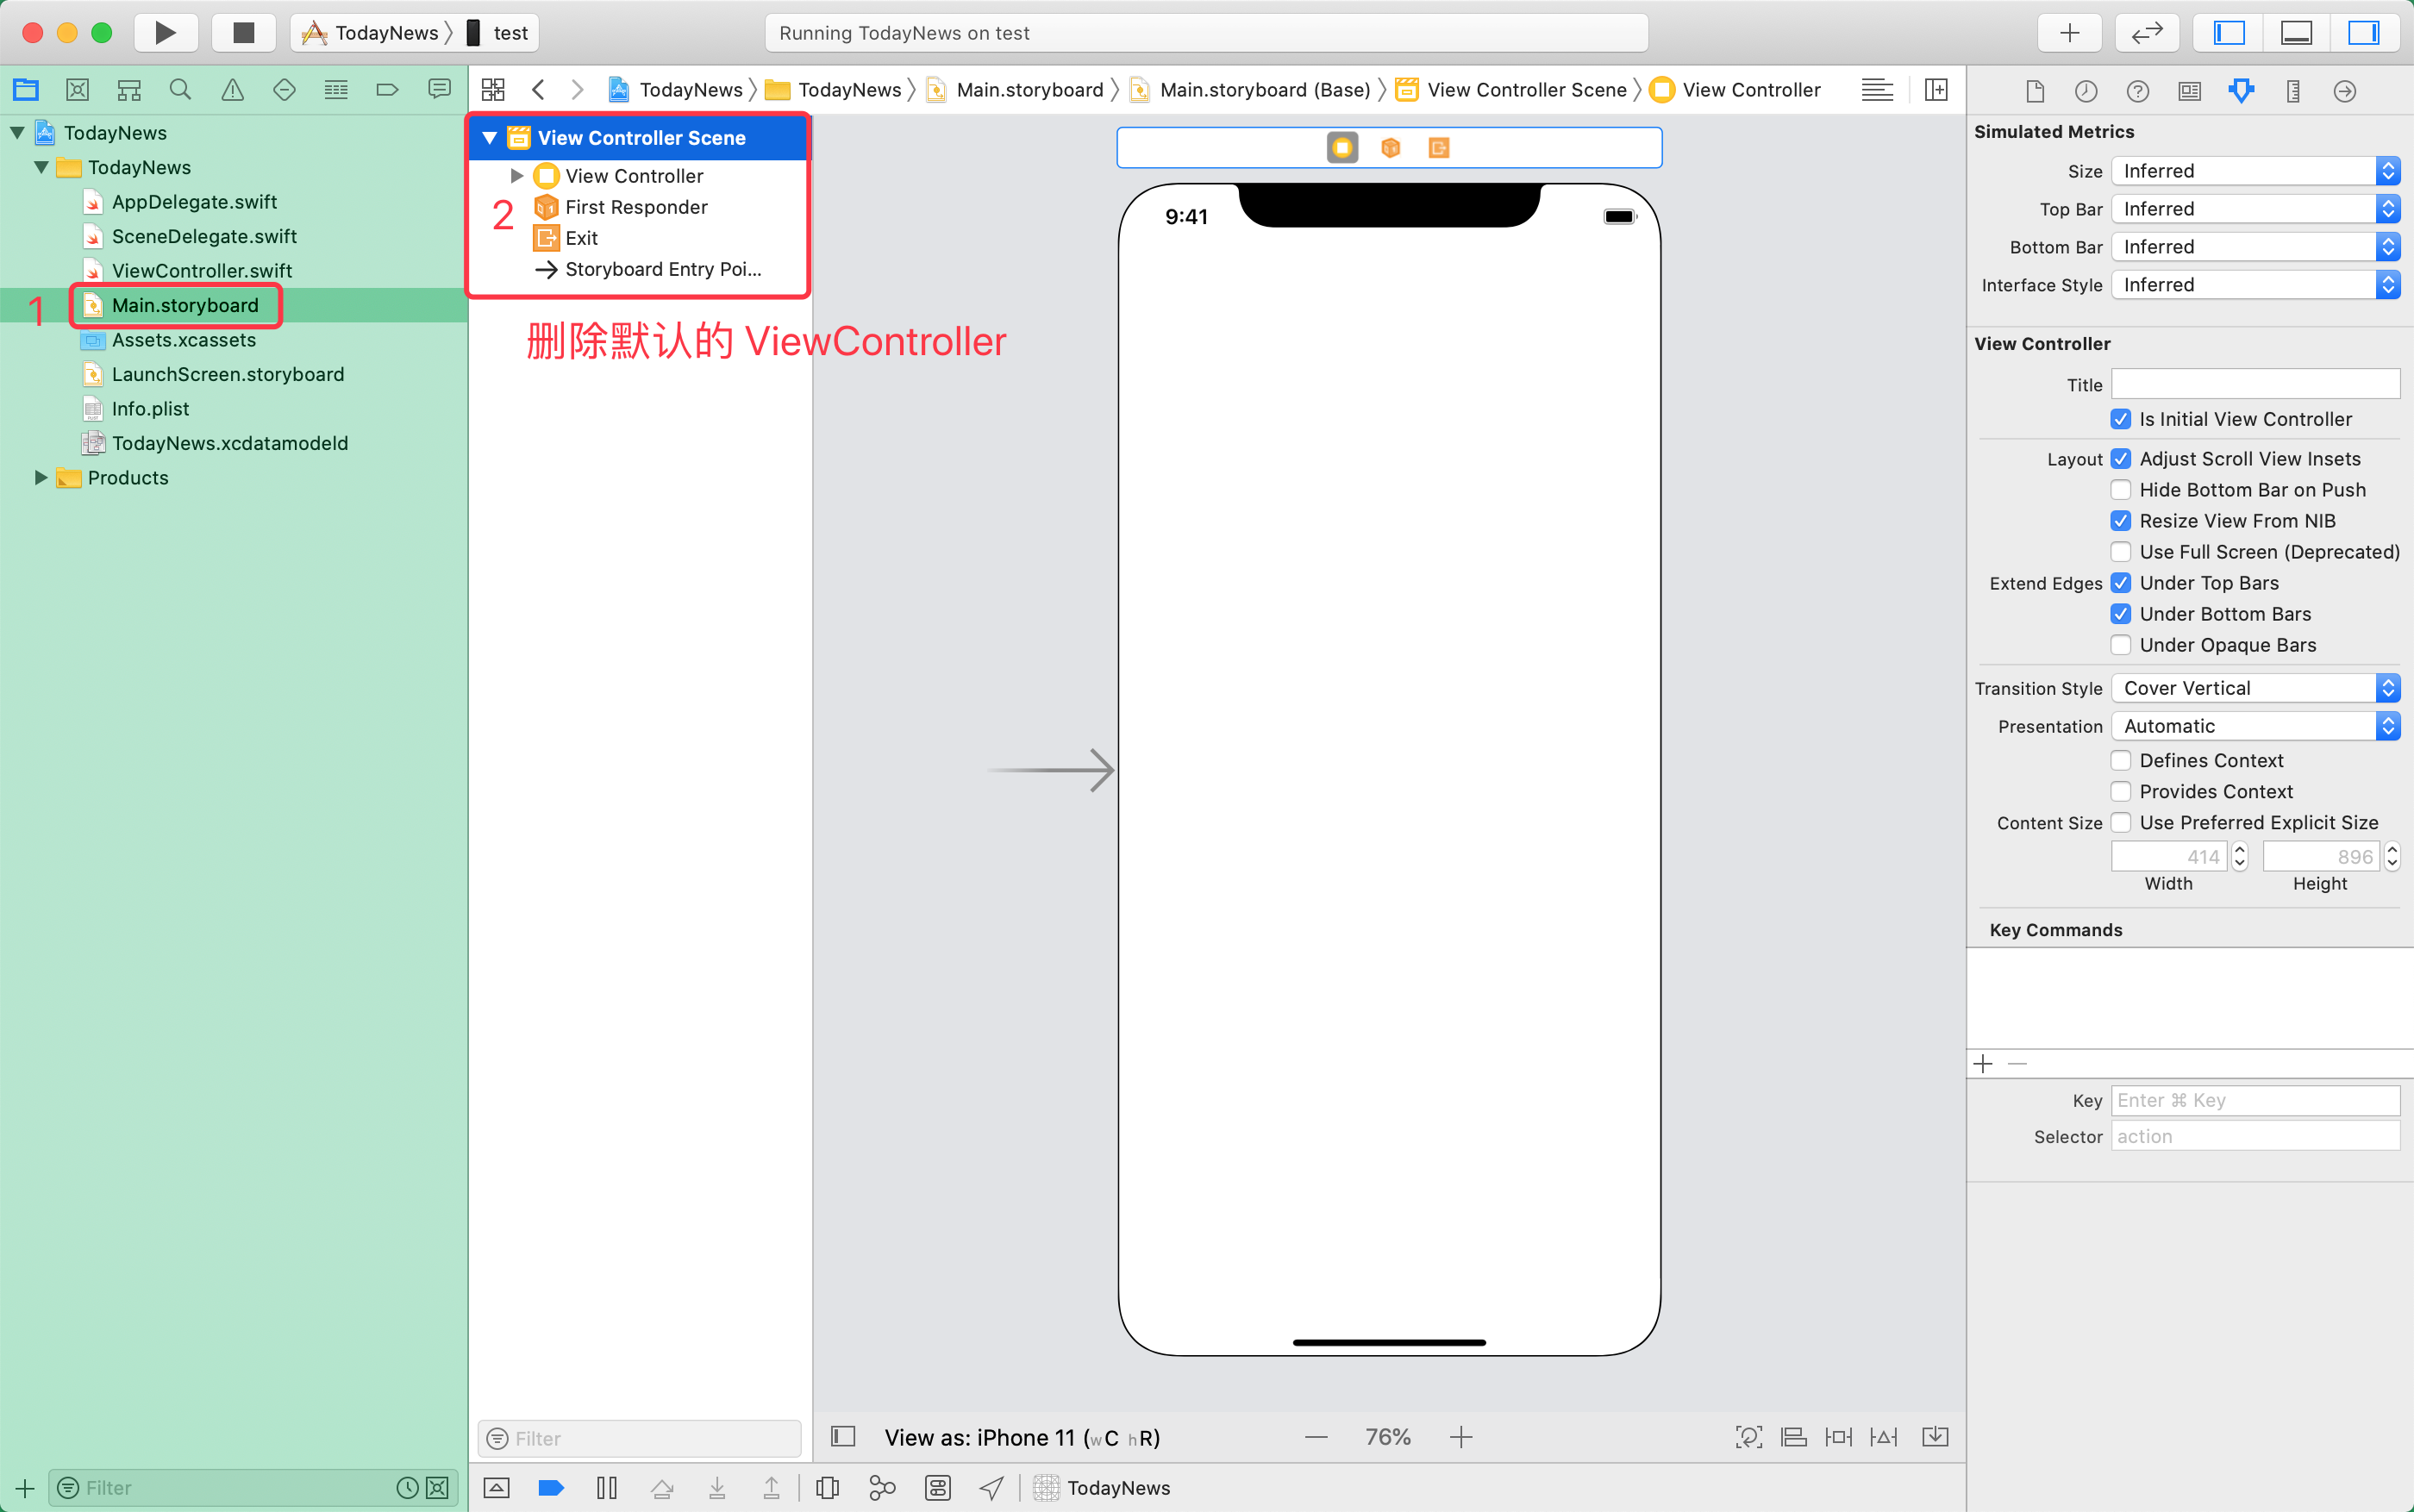 TodayNews
test
Running TodayNews on test
TodayNews
TodayNews
Main.storyboard
Main.storyboard (Base)
View Controller Scene
View Controller
TodayNews
TodayNews
AppDelegate.swift
SceneDelegate.swift
ViewController.swift
1
Main.storyboard
Assets.xcassets
LaunchScreen.storyboard
Info.plist
TodayNews.xcdatamodeld
Products
Filter
View Controller Scene
View Controller
2
First Responder
Exit
Storyboard Entry Poi...
删除默认的 ViewController
Filter
9:41
View as: iPhone 11 (wC hR)
76%
TodayNews
Simulated Metrics
Size Inferred
Top Bar Inferred
Bottom Bar Inferred
Interface Style Inferred
View Controller
Title
Is Initial View Controller
Layout Adjust Scroll View Insets
Hide Bottom Bar on Push
Resize View From NIB
Use Full Screen (Deprecated)
Extend Edges Under Top Bars
Under Bottom Bars
Under Opaque Bars
Transition Style Cover Vertical
Presentation Automatic
Defines Context
Provides Context
Content Size Use Preferred Explicit Size
414 896
Width Height
Key Commands
Key Enter ⌘ Key
Selector action